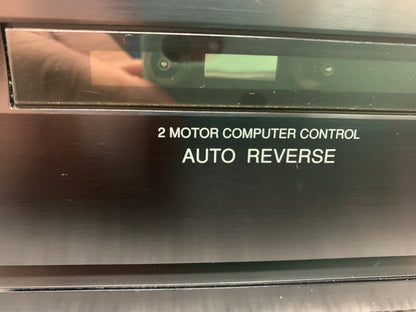 2 MOTOR COMPUTER CONTROL
AUTO REVERSE